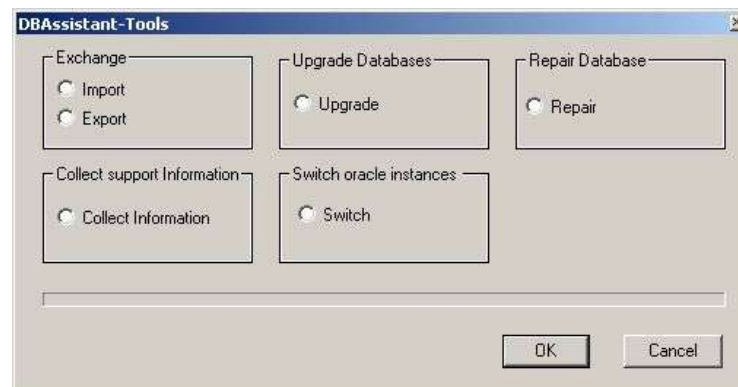 DBAssistant-Tools
Exchange
Import
Export
Upgrade Databases
Upgrade
Repair Database
Repair
Collect support Information
Collect Information
Switch oracle instances
Switch
OK
Cancel